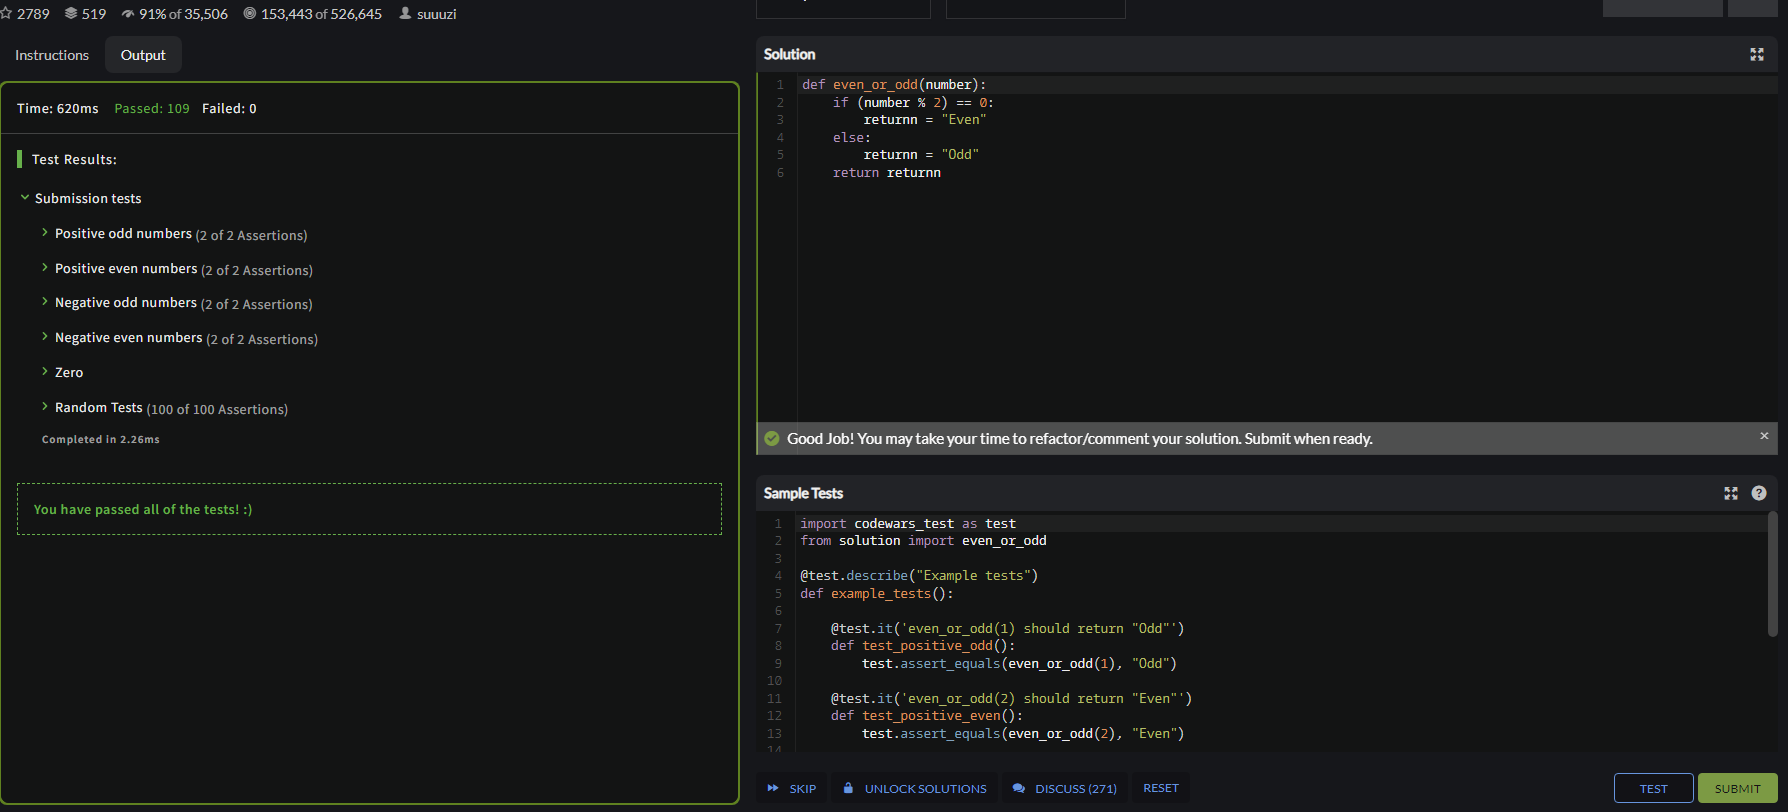 2789 519 91% of 35,506 153,443 of 526,645 suuuzi
Instructions Output
Time: 620ms Passed: 109 Failed: 0
Test Results:
Submission tests
Positive odd numbers (2 of 2 Assertions)
Positive even numbers (2 of 2 Assertions)
Negative odd numbers (2 of 2 Assertions)
Negative even numbers (2 of 2 Assertions)
Zero
Random Tests (100 of 100 Assertions)
Completed in 2.26ms
You have passed all of the tests! :)
Solution
1 def even_or_odd(number):
2     if (number % 2) == 0:
3         returnn = "Even"
4     else:
5         returnn = "Odd"
6     return returnn
Good Job! You may take your time to refactor/comment your solution. Submit when ready.
Sample Tests
1 import codewars_test as test
2 from solution import even_or_odd
3
4 @test.describe("Example tests")
5 def example_tests():
6
7     @test.it('even_or_odd(1) should return "Odd"')
8     def test_positive_odd():
9         test.assert_equals(even_or_odd(1), "Odd")
10
11     @test.it('even_or_odd(2) should return "Even"')
12     def test_positive_even():
13         test.assert_equals(even_or_odd(2), "Even")
14
SKIP UNLOCK SOLUTIONS DISCUSS (271) RESET TEST SUBMIT